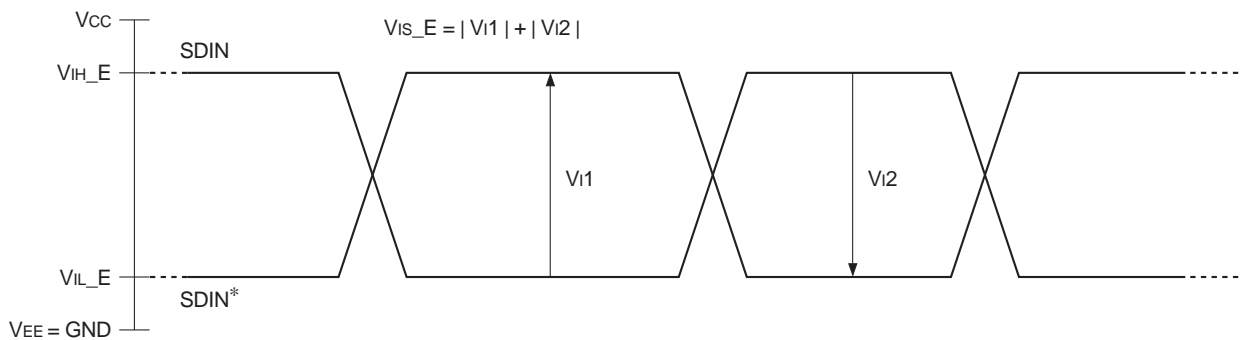 VCC
VIS_E = | VI1 | + | VI2 |
SDIN
VIH_E
VI1
VI2
VIL_E
SDIN*
VEE = GND